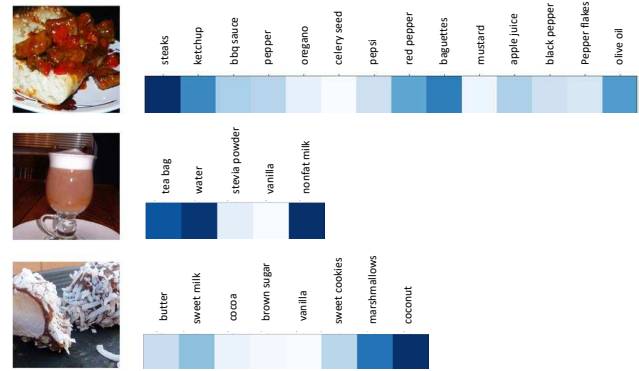 steaks
ketchup
bbq sauce
pepper
oregano
celery seed
pepsi
red pepper
baguettes
mustard
apple juice
black pepper
Pepper flakes
olive oil
tea bag
water
stevia powder
vanilla
nonfat milk
butter
sweet milk
cocoa
brown sugar
vanilla
sweet cookies
marshmallows
coconut